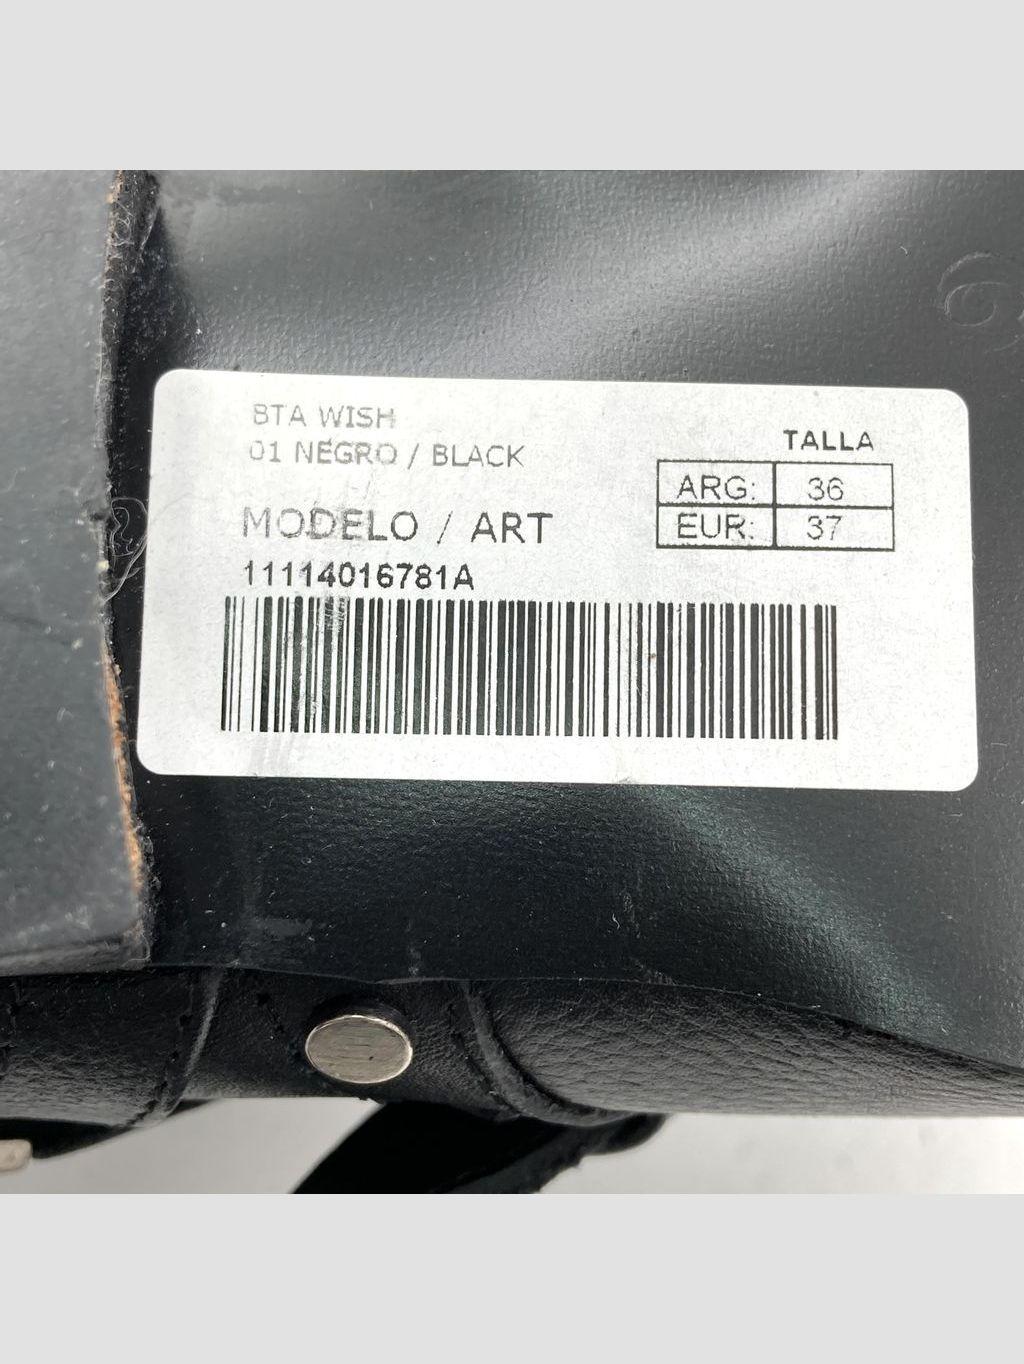 BTA WISH
01 NEGRO / BLACK
TALLA
ARG: 36
EUR: 37
MODELO / ART
11114016781A